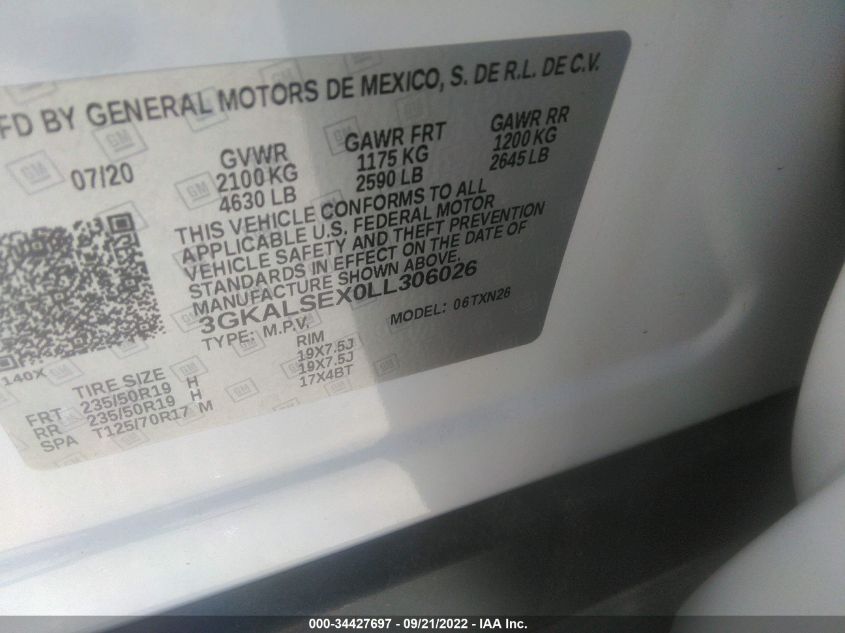 FD BY GENERAL MOTORS DE MEXICO, S. DE R.L. DE C.V.
07/20
GVWR
2100 KG
4630 LB
GAWR FRT
1175 KG
2590 LB
GAWR RR
1200 KG
2645 LB
THIS VEHICLE CONFORMS TO ALL
APPLICABLE U.S. FEDERAL MOTOR
VEHICLE SAFETY AND THEFT PREVENTION
STANDARDS IN EFFECT ON THE DATE OF
MANUFACTURE SHOWN ABOVE.
3GKALSEX0LL306026
TYPE: M.P.V.
MODEL: 06TXN26
140X
TIRE SIZE RIM
FRT 235/50R19 H 19X7.5J
RR 235/50R19 H 19X7.5J
SPA T125/70R17 M 17X4BT
000-34427697 - 09/21/2022 - IAA Inc.